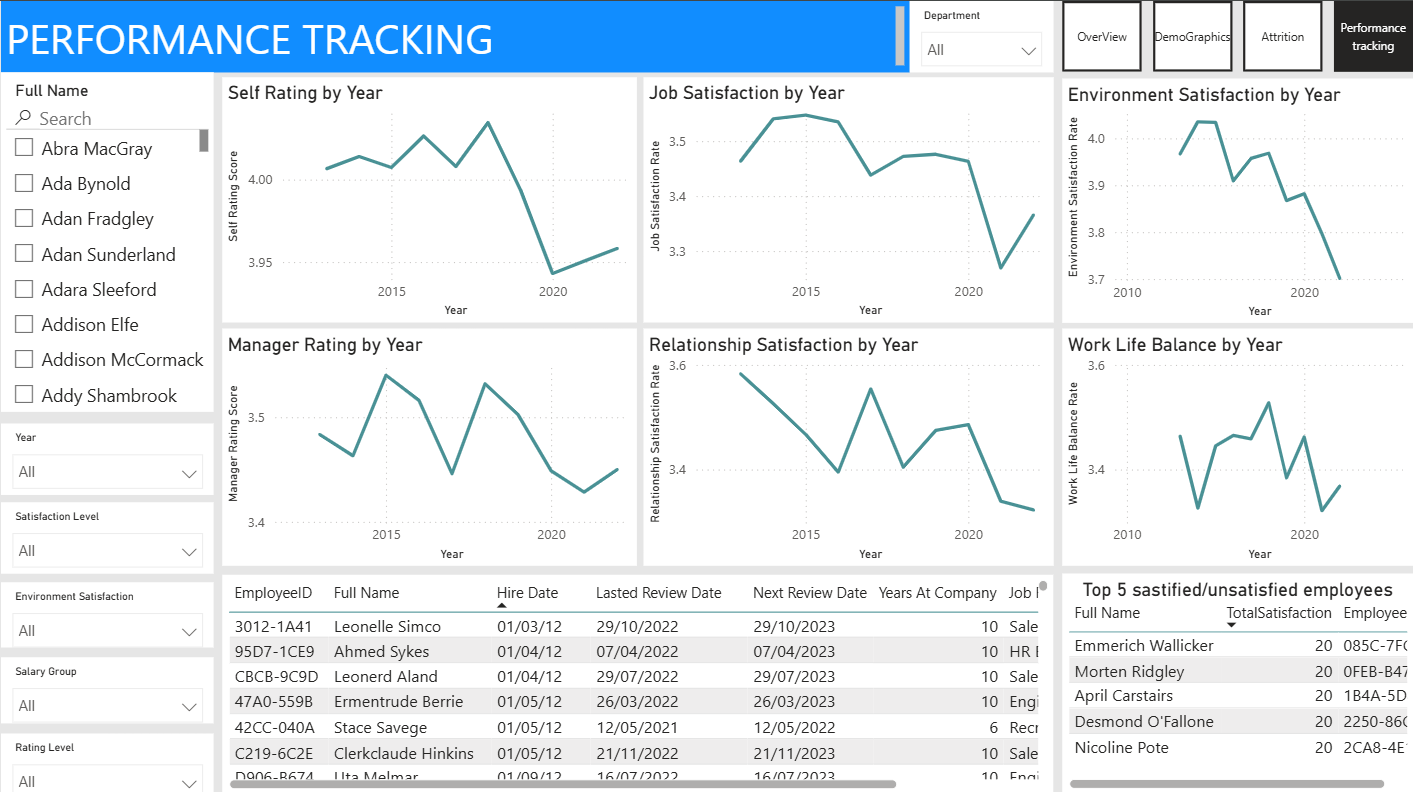 PERFORMANCE TRACKING
Department
All
OverView
DemoGraphics
Attrition
Performance
tracking
Full Name
Search
Abra MacGray
Ada Bynold
Adan Fradgley
Adan Sunderland
Adara Sleeford
Addison Elfe
Addison McCormack
Addy Shambrook
Year
All
Satisfaction Level
All
Environment Satisfaction
All
Salary Group
All
Rating Level
All
Self Rating by Year
Self Rating Score
4.00
3.95
2015 2020
Year
Job Satisfaction by Year
Job Satisfaction Rate
3.5
3.4
3.3
2015 2020
Year
Environment Satisfaction by Year
Environment Satisfaction Rate
4.0
3.9
3.8
3.7
2010 2020
Year
Manager Rating by Year
Manager Rating Score
3.5
3.4
2015 2020
Year
Relationship Satisfaction by Year
Relationship Satisfaction Rate
3.6
3.4
2015 2020
Year
Work Life Balance by Year
Work Life Balance Rate
3.6
3.4
2010 2020
Year
EmployeeID Full Name Hire Date Lasted Review Date Next Review Date Years At Company Job
3012-1A41 Leonelle Simco 01/03/12 29/10/2022 29/10/2023 10 Sale
95D7-1CE9 Ahmed Sykes 01/04/12 07/04/2022 07/04/2023 10 HR
CBCB-9C9D Leonerd Aland 01/04/12 29/07/2022 29/07/2023 10 Sale
47A0-559B Ermentrude Berrie 01/05/12 26/03/2022 26/03/2023 10 Engi
42CC-040A Stace Savege 01/05/12 12/05/2021 12/05/2022 6 Recr
C219-6C2E Clerkclaude Hinkins 01/05/12 21/11/2022 21/11/2023 10 Sale
D906-B674 Uta Melmar 01/09/12 16/07/2022 16/07/2023 10 Engi
Top 5 sastified/unsatisfied employees
Full Name TotalSatisfaction Employee
Emmerich Wallicker 20 085C-7F
Morten Ridgley 20 0FEB-B47
April Carstairs 20 1B4A-5D
Desmond O'Fallone 20 2250-86
Nicoline Pote 20 2CA8-4E